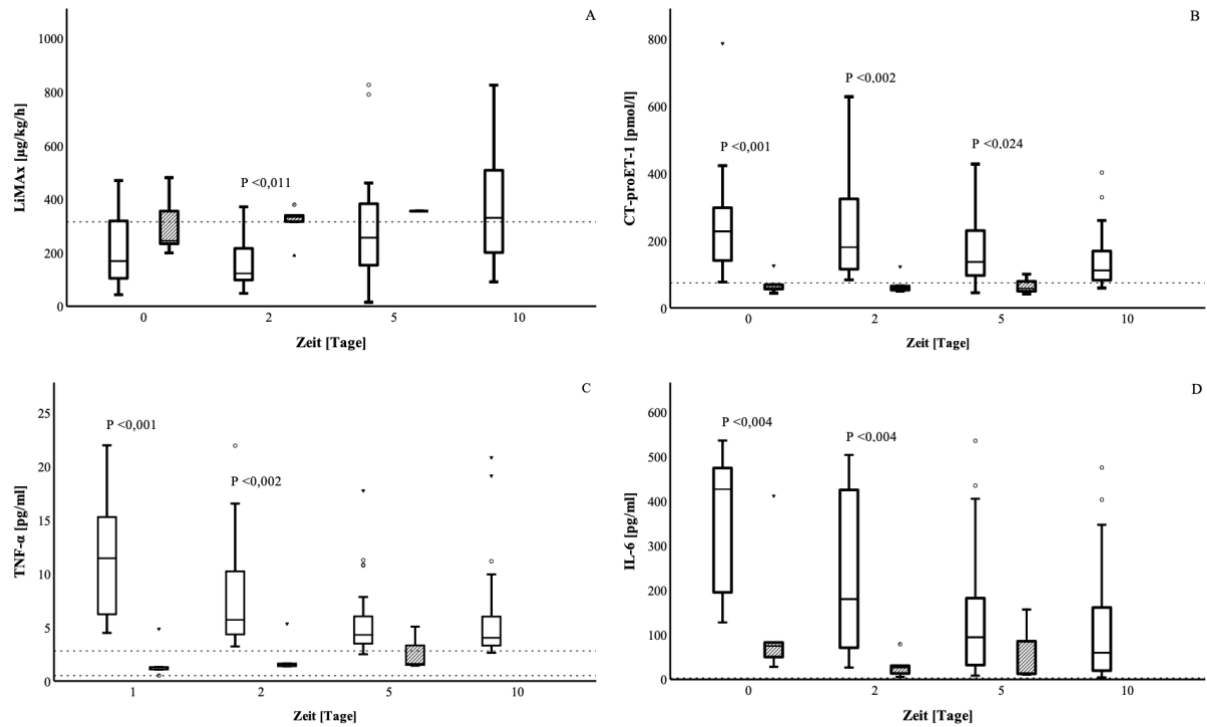 A
1000
800
600
400
200
0
LiMAx [µg/kg/h]
P <0,011
0 2 5 10
Zeit [Tage]
B
800
600
400
200
0
CT-proET-1 [pmol/l]
P <0,001
P <0.002
P <0.024
0 2 5 10
Zeit [Tage]
C
25
20
15
10
5
0
TNF-α [pg/ml]
P <0,001
P <0,002
1 2 5 10
Zeit [Tage]
D
600
500
400
300
200
100
0
IL-6 [pg/ml]
P <0,004
P <0.004
0 2 5 10
Zeit [Tage]